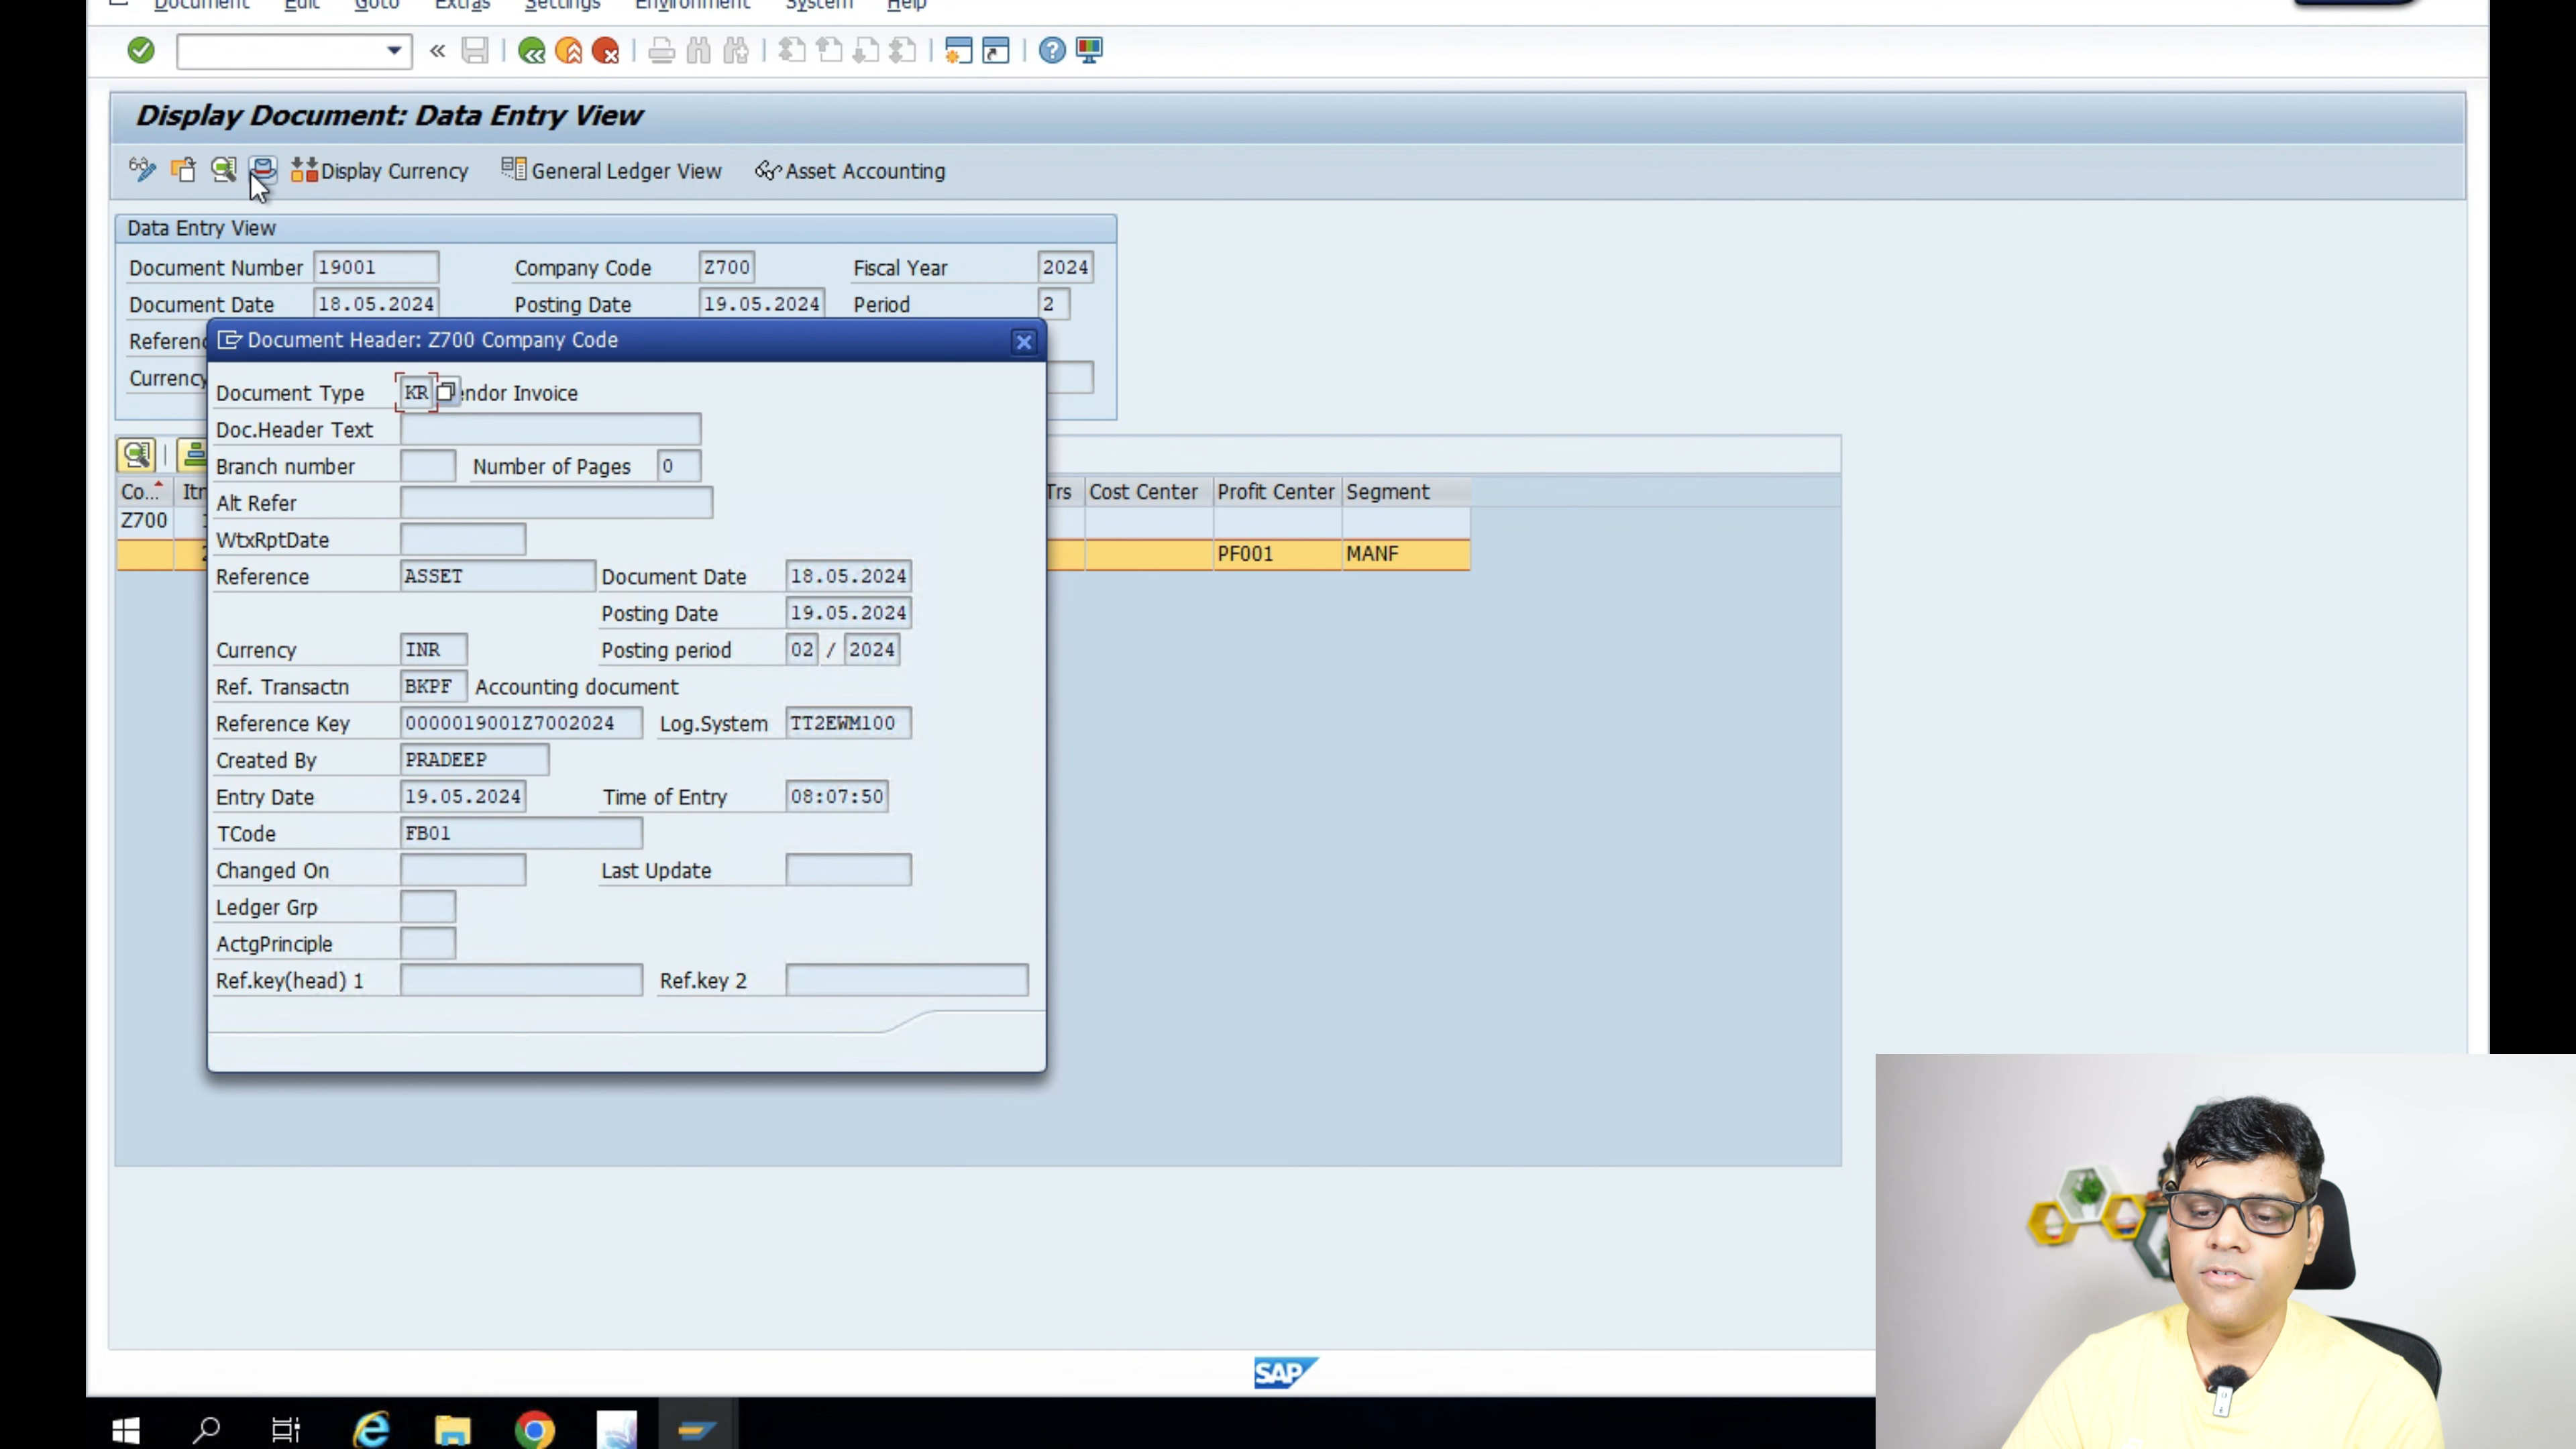 Document Edit Goto Extras Settings Environment System Help
Display Document: Data Entry View
Display Currency General Ledger View Asset Accounting
Data Entry View
Document Number 19001 Company Code Z700 Fiscal Year 2024
Document Date 18.05.2024 Posting Date 19.05.2024 Period 2
Referenc
Currency
Document Header: Z700 Company Code
Document Type KR endor Invoice
Doc.Header Text
Branch number Number of Pages 0
Alt Refer
WtxRptDate
Reference ASSET Document Date 18.05.2024
Posting Date 19.05.2024
Currency INR Posting period 02 / 2024
Ref. Transactn BKPF Accounting document
Reference Key 0000019001Z7002024 Log.System TT2EWM100
Created By PRADEEP
Entry Date 19.05.2024 Time of Entry 08:07:50
TCode FB01
Changed On Last Update
Ledger Grp
ActgPrinciple
Ref.key(head) 1 Ref.key 2
Co... Itm Trs Cost Center Profit Center Segment
Z700
PF001 MANF
SAP